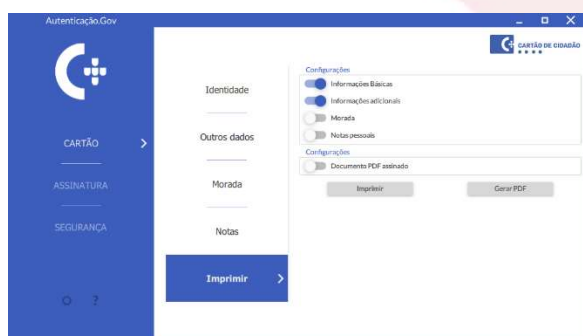 Autenticação.Gov
CARTÃO DE CIDADÃO
CARTÃO
ASSINATURA
SEGURANÇA
?
Identidade
Outros dados
Morada
Notas
Imprimir
Configurações
Informações Básicas
Informações adicionais
Morada
Notas pessoais
Configurações
Documento PDF assinado
Imprimir
Gerar PDF